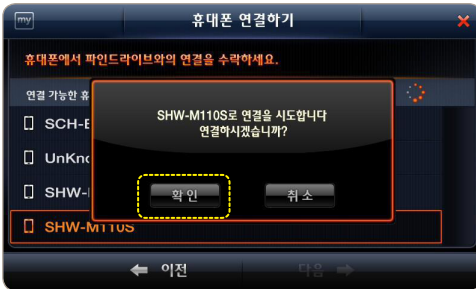 my
휴대폰 연결하기
휴대폰에서 파인드라이브와의 연결을 수락하세요.
연결 가능한 휴
SHW-M110S로 연결을 시도합니다
연결하시겠습니까?
확인
취소
SCH-
UnKno
SHW-
SHW-M110S
이전
다음